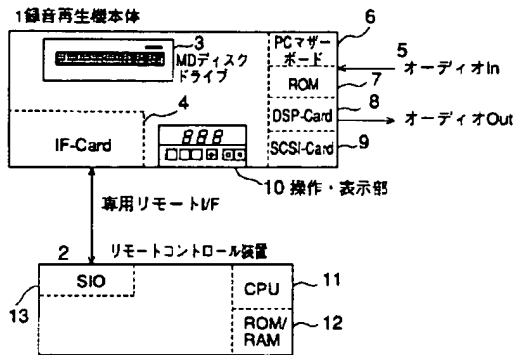 1録音再生機本体
3
MDディスク
ドライブ
4
IF-Card
888
PCマザー
ボード
6
ROM
7
5
オーディオIn
DSP-Card
8
オーディオOut
SCSI-Card
9
10 操作・表示部
専用リモートI/F
2 リモートコントロール装置
SIO
13
CPU
11
ROM/
RAM
12